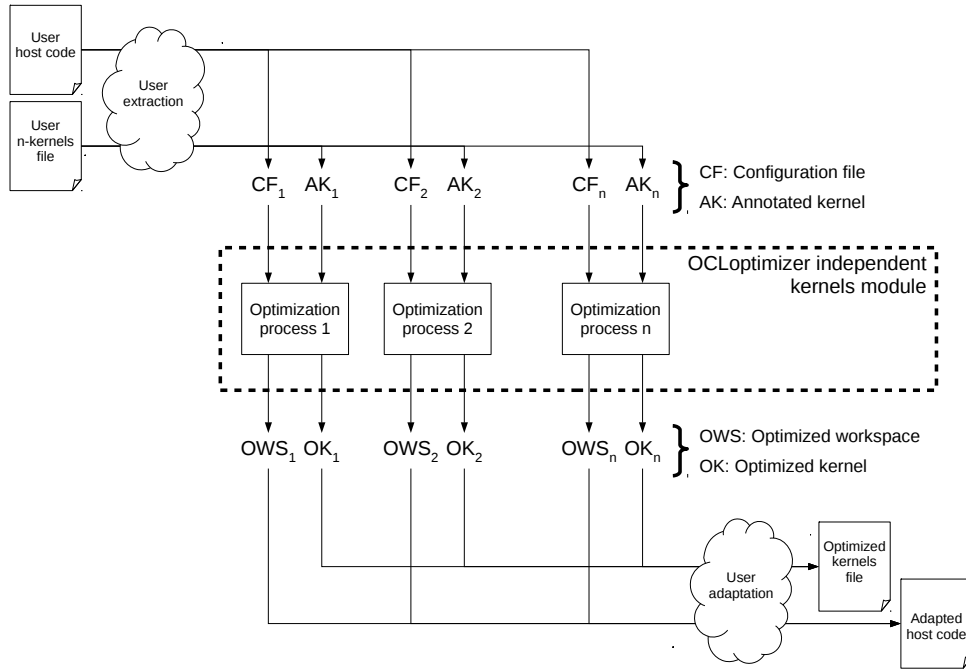 User
host code
User
extraction
User
n-kernels
file
CF1 AK1 CF2 AK2 CFn AKn
CF: Configuration file
AK: Annotated kernel
OCLoptimizer independent
kernels module
Optimization
process 1
Optimization
process 2
Optimization
process n
OWS1 OK1 OWS2 OK2 OWSn OKn
OWS: Optimized workspace
OK: Optimized kernel
User
adaptation
Optimized
kernels
file
Adapted
host code